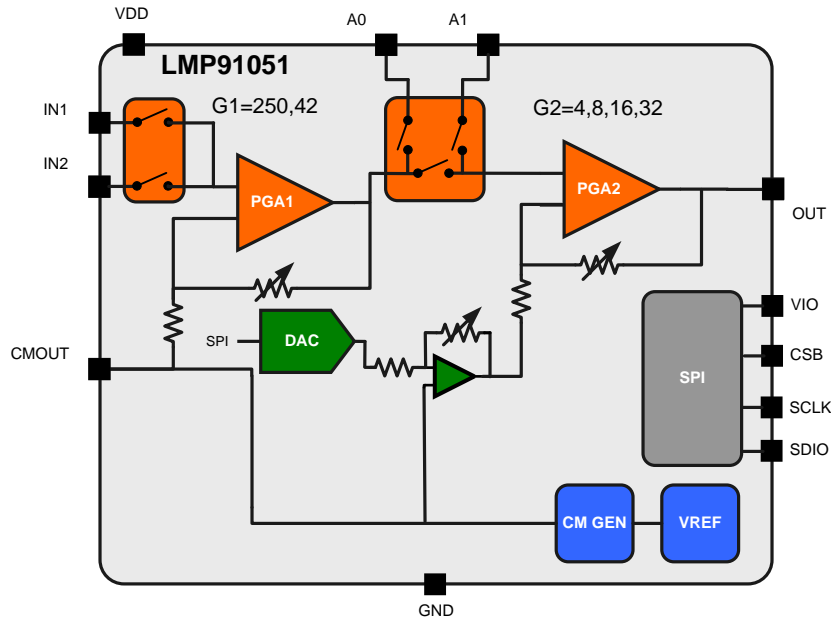 VDD
A0
A1
LMP91051
IN1
G1=250,42
G2=4,8,16,32
IN2
PGA1
PGA2
OUT
VIO
SPI
DAC
CMOUT
CSB
SPI
SCLK
SDIO
CM GEN
VREF
GND